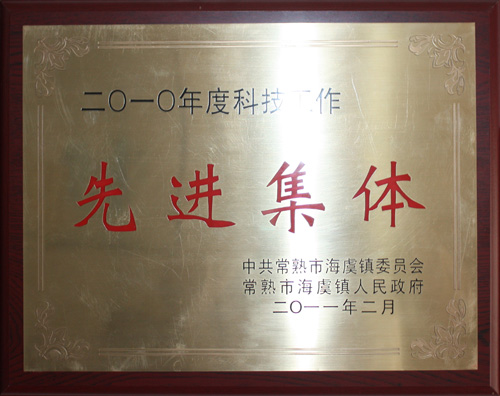 二〇一〇年度科技工作
先进集体
中共常熟市海虞镇委员会
常熟市海虞镇人民政府
二〇一一年二月